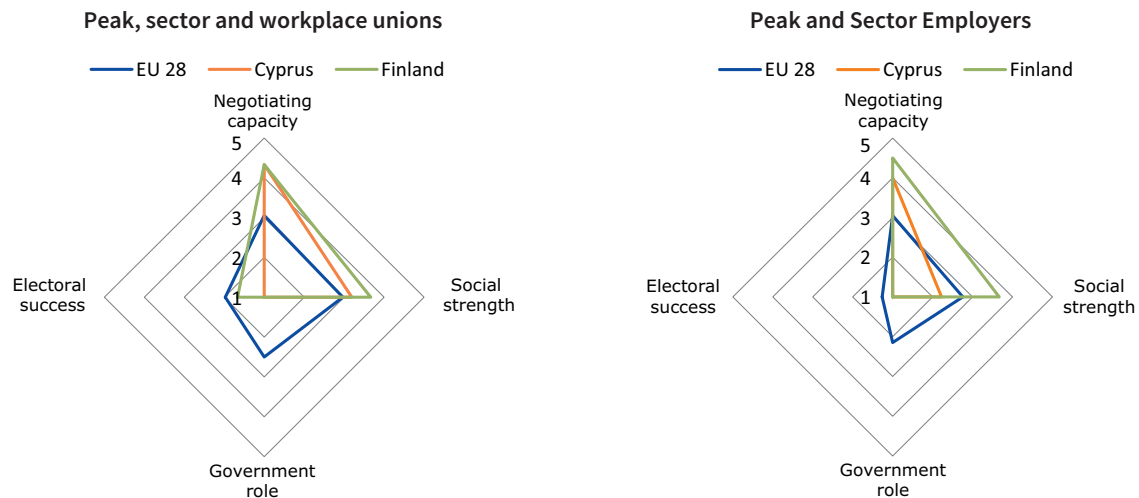 Peak, sector and workplace unions
EU 28 Cyprus Finland
Negotiating
capacity
5
4
3
2
1
Electoral
success
Social
strength
Government
role
Peak and Sector Employers
EU 28 Cyprus Finland
Negotiating
capacity
5
4
3
2
1
Electoral
success
Social
strength
Government
role